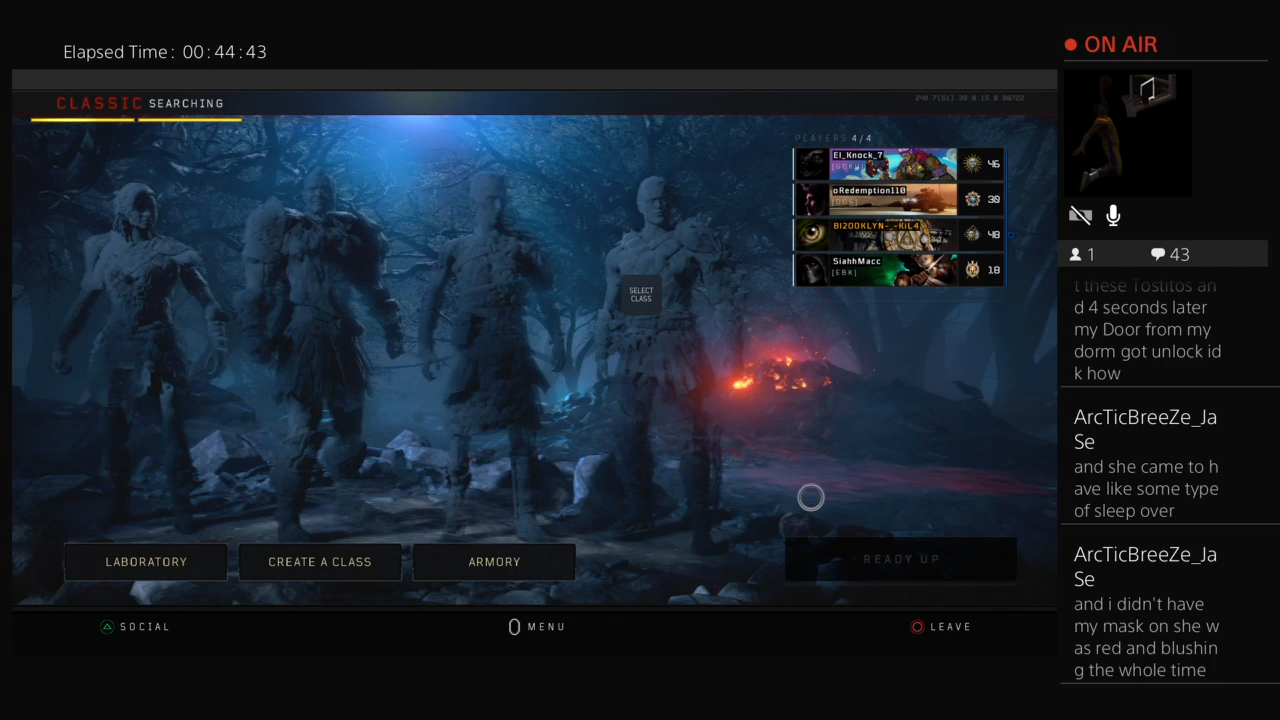 Elapsed Time: 00:44:43
ON AIR
CLASSIC SEARCHING
PLAYERS 4/4
El_Knock_7
46
oRedemption110
30
BI2OOKLYN-_-KiL4
48
SiahhMacc
[EBK]
18
SELECT
CLASS
1
43
t these Tostitos an
d 4 seconds later
my Door from my
dorm got unlock id
k how
ArcTicBreeZe_Ja
Se
and she came to h
ave like some type
of sleep over
ArcTicBreeZe_Ja
Se
and i didn't have
my mask on she w
as red and blushin
g the whole time
LABORATORY
CREATE A CLASS
ARMORY
READY UP
SOCIAL
MENU
LEAVE